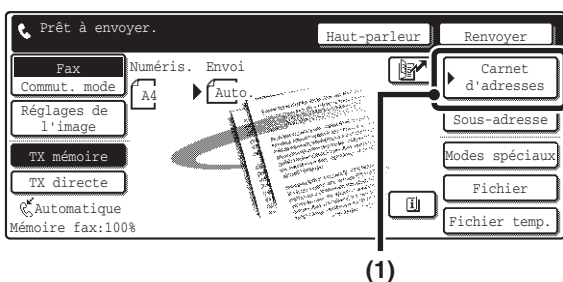 Prêt à envoyer.
Haut-parleur
Renvoyer
Fax
Commut. mode
Numéris.
Envoi
A4
Auto.
Carnet
d'adresses
Réglages de
l'image
Sous-adresse
TX mémoire
Modes spéciaux
TX directe
Fichier
Automatique
Mémoire fax:100%
Fichier temp.
(1)